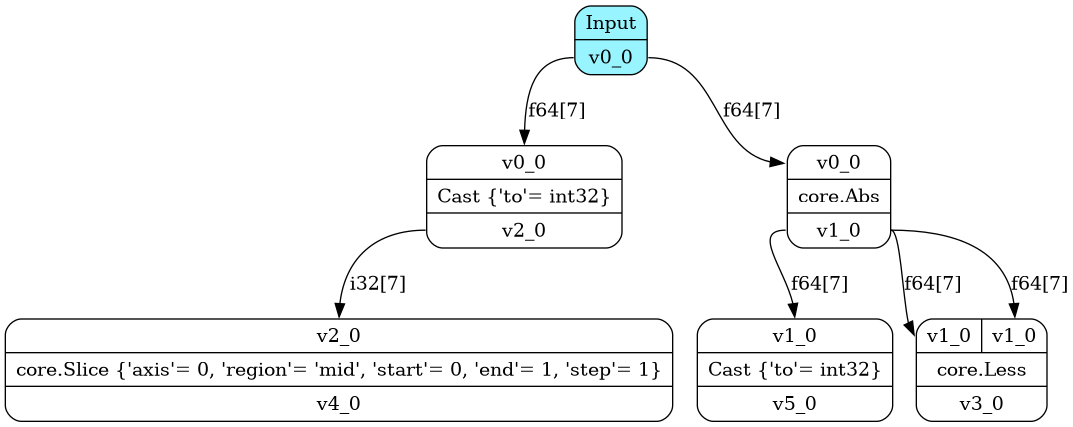 Input
v0_0
f64[7]
f64[7]
v0_0
Cast {'to'= int32}
v2_0
v0_0
core.Abs
v1_0
i32[7]
f64[7]
f64[7]
f64[7]
v2_0
core.Slice {'axis'= 0, 'region'= 'mid', 'start'= 0, 'end'= 1, 'step'= 1}
v4_0
v1_0
Cast {'to'= int32}
v5_0
v1_0 v1_0
core.Less
v3_0